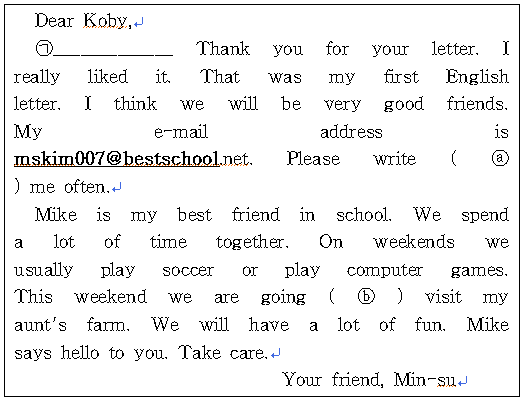 Dear Koby,↵
㉠____________ Thank you for your letter. I
really liked it. That was my first English
letter. I think we will be very good friends.
My e-mail address is
mskim007@bestschool.net. Please write ( ⓐ
) me often.↵
Mike is my best friend in school. We spend
a lot of time together. On weekends we
usually play soccer or play computer games.
This weekend we are going ( ⓑ ) visit my
aunt's farm. We will have a lot of fun. Mike
says hello to you. Take care.↵
Your friend, Min-su↵